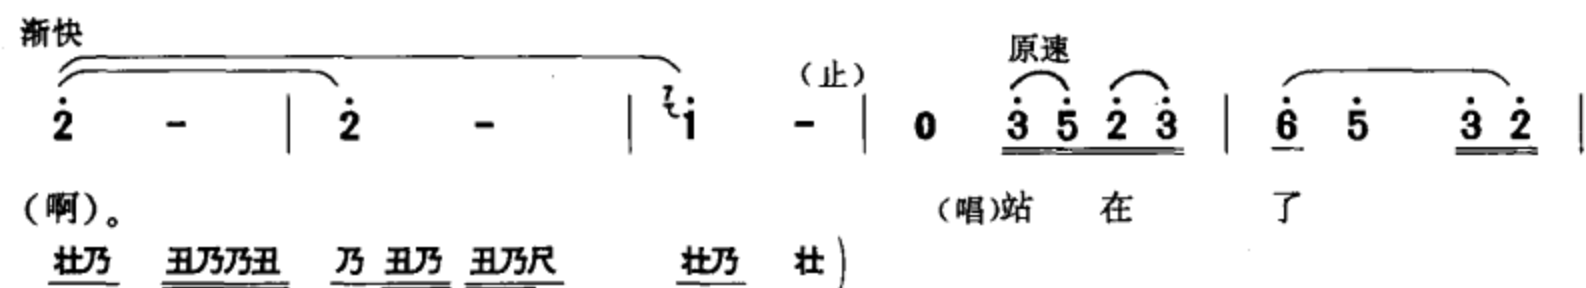 渐快
(止) 原速
2 - | 2 - | 7 1 - | 0 3 5 2 3 | 6 5 3 2 |
(啊)。 (唱)站 在 了
壮乃 丑乃乃丑 乃 丑乃 丑乃尺 壮乃 壮)